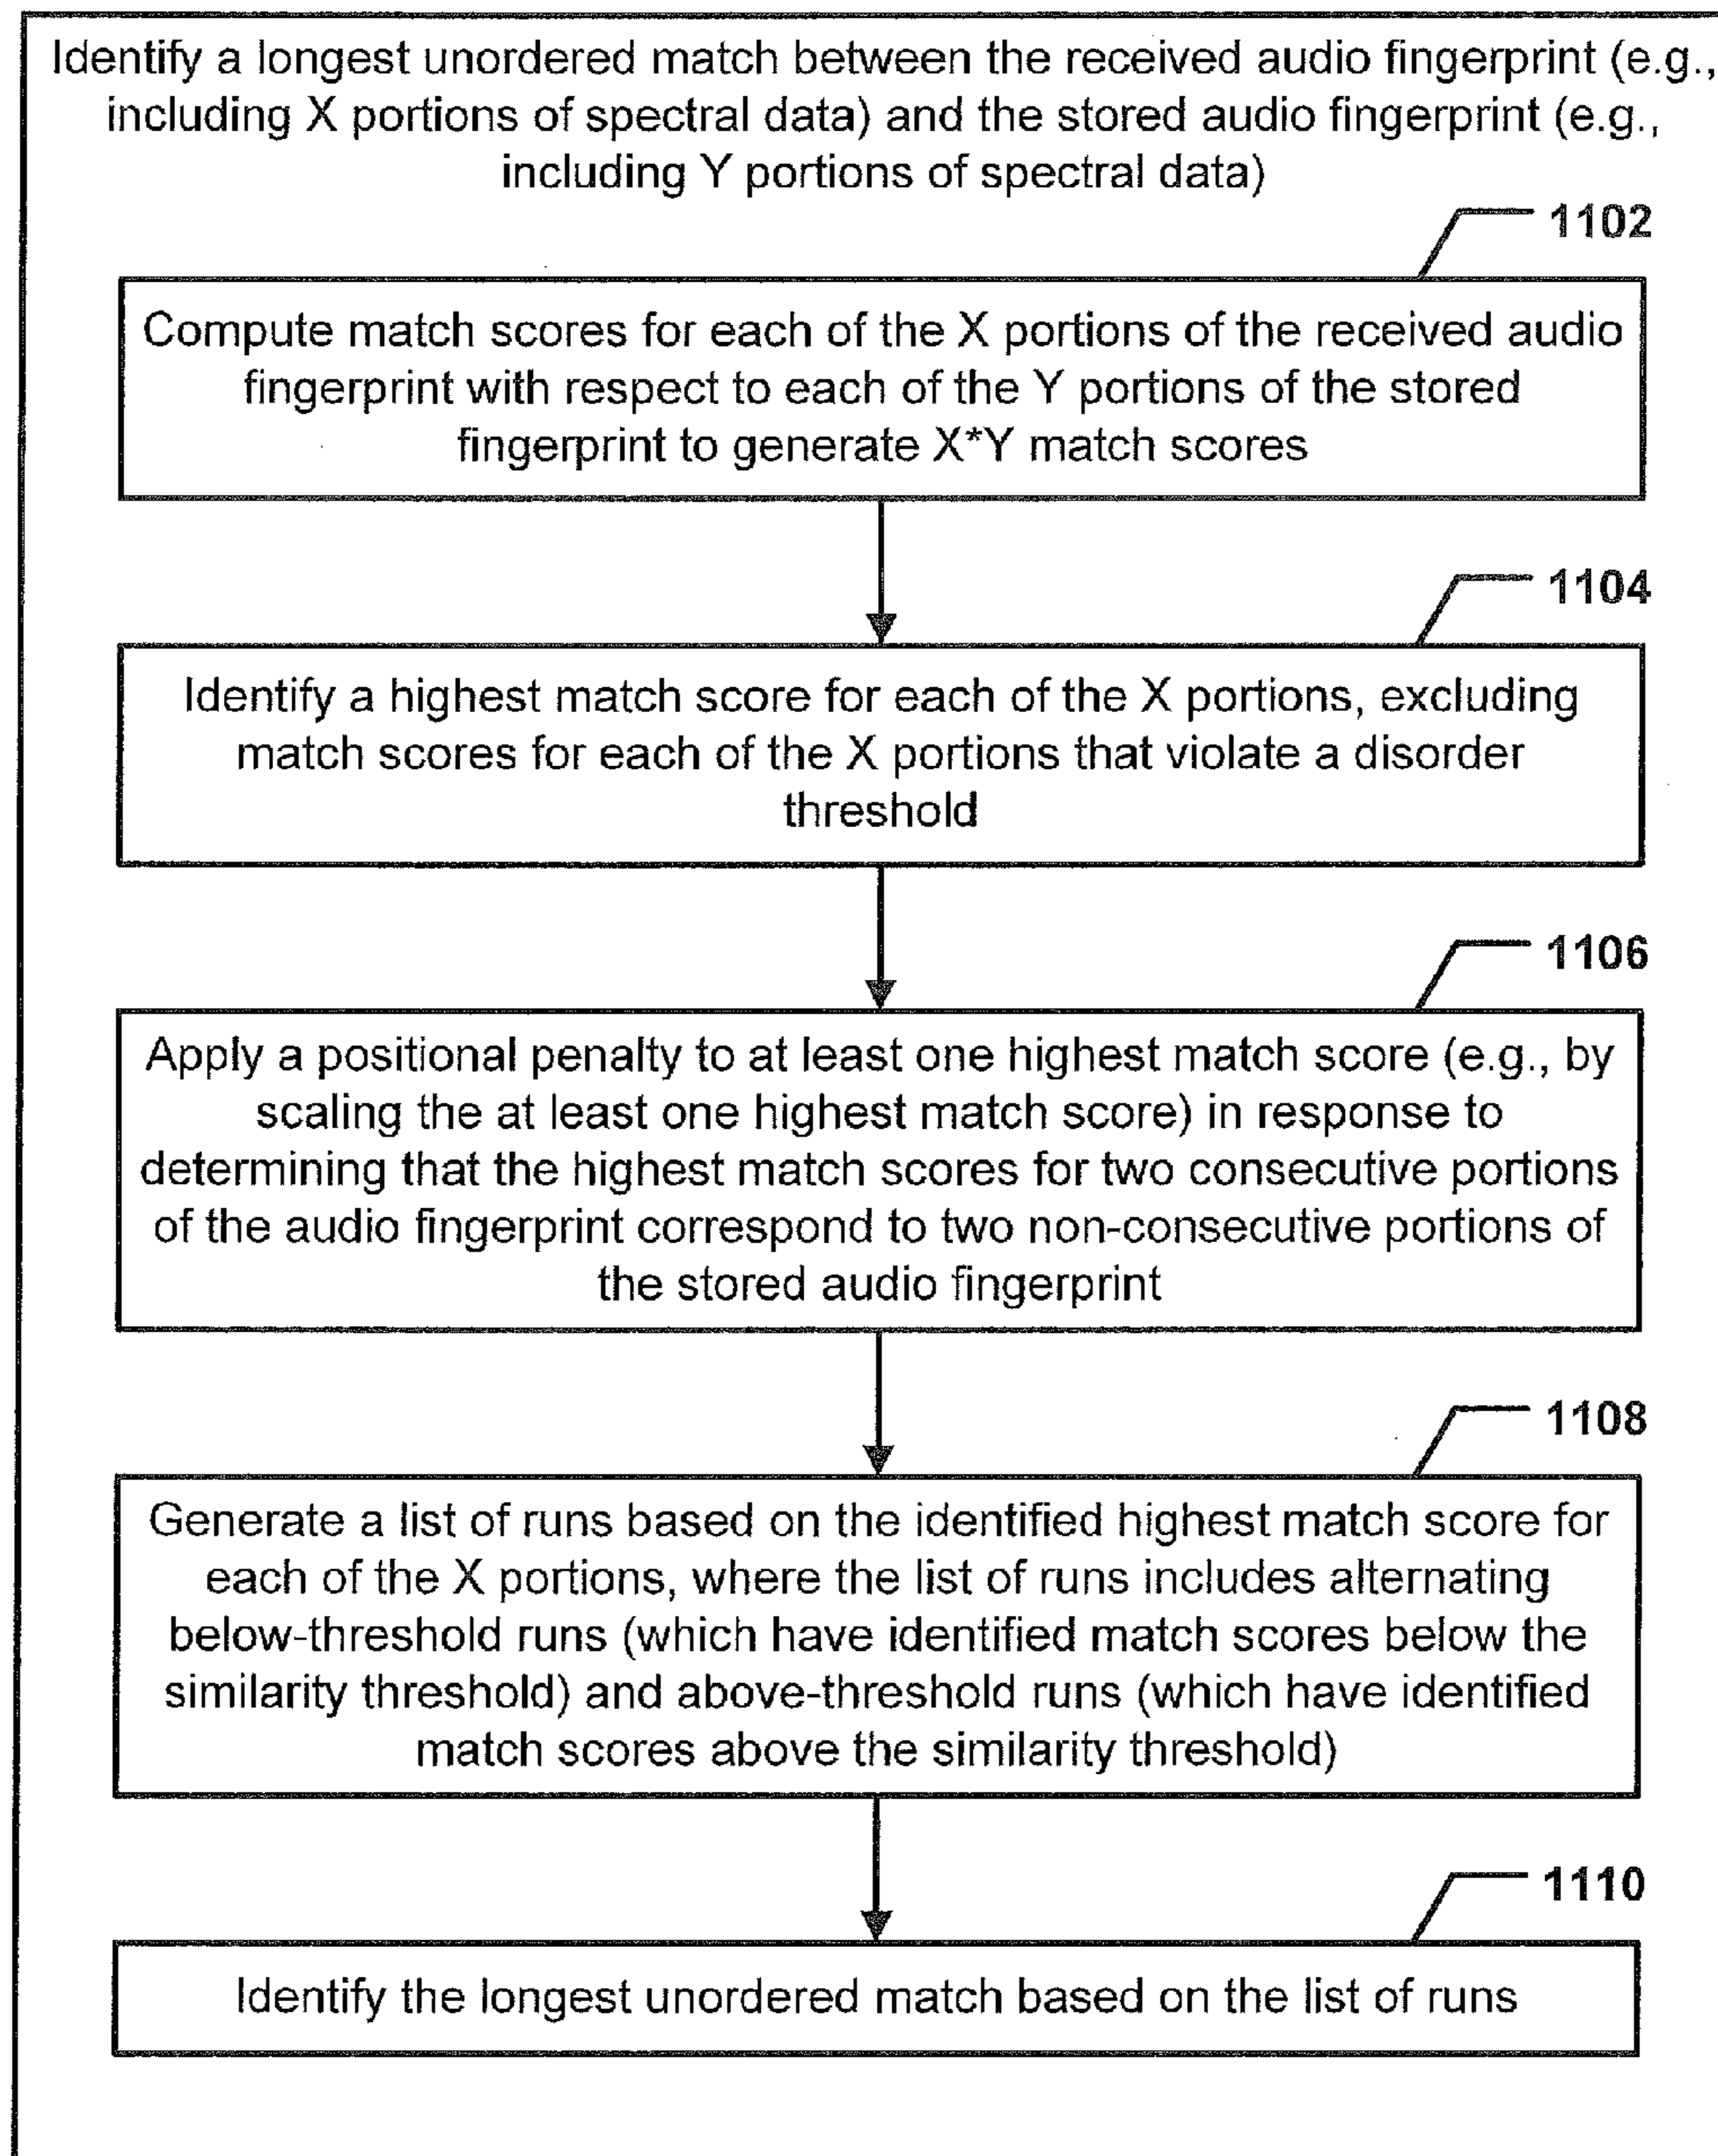 Identify a longest unordered match between the received audio fingerprint (e.g.,
including X portions of spectral data) and the stored audio fingerprint (e.g.,
including Y portions of spectral data)
1102
Compute match scores for each of the X portions of the received audio
fingerprint with respect to each of the Y portions of the stored
fingerprint to generate X*Y match scores
1104
Identify a highest match score for each of the X portions, excluding
match scores for each of the X portions that violate a disorder
threshold
1106
Apply a positional penalty to at least one highest match score (e.g., by
scaling the at least one highest match score) in response to
determining that the highest match scores for two consecutive portions
of the audio fingerprint correspond to two non-consecutive portions of
the stored audio fingerprint
1108
Generate a list of runs based on the identified highest match score for
each of the X portions, where the list of runs includes alternating
below-threshold runs (which have identified match scores below the
similarity threshold) and above-threshold runs (which have identified
match scores above the similarity threshold)
1110
Identify the longest unordered match based on the list of runs